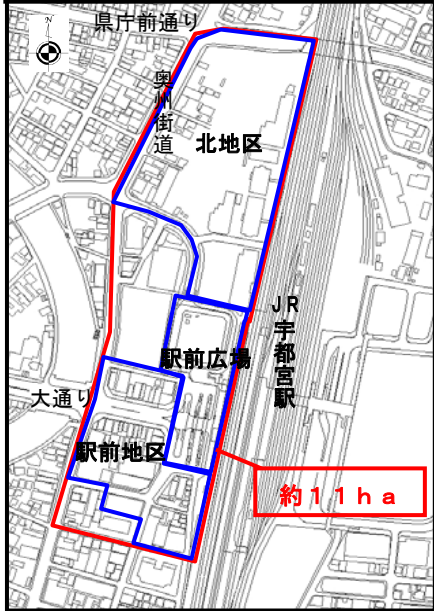 県庁前通り
N
奥州街道
北地区
JR宇都宮駅
駅前広場
大通り
駅前地区
約11ha